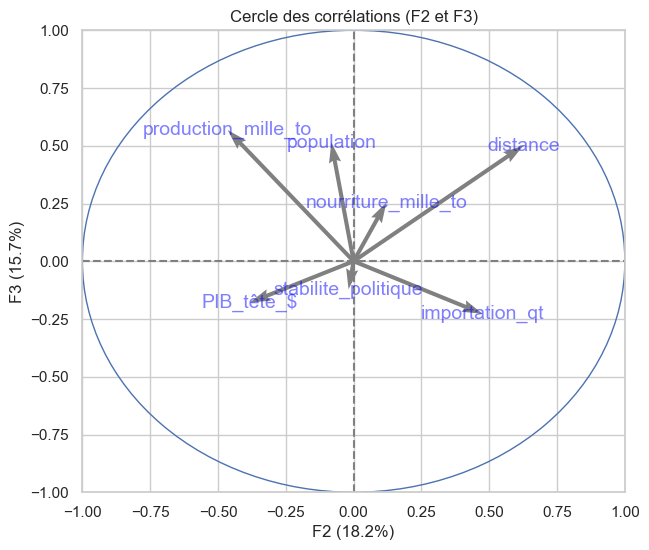 Cercle des corrélations (F2 et F3)
1.00
0.75
production_mille_to
population
distance
0.50
nourriture_mille_to
0.25
F3 (15.7%)
0.00
stabilite_politique
PIB_tête_$
importation_qt
−0.25
−0.50
−0.75
−1.00
−1.00 −0.75 −0.50 −0.25 0.00 0.25 0.50 0.75 1.00
F2 (18.2%)